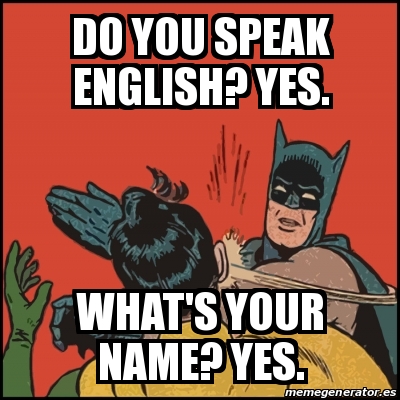 DO YOU SPEAK
ENGLISH? YES.
WHAT'S YOUR
NAME? YES.
memegenerator.es